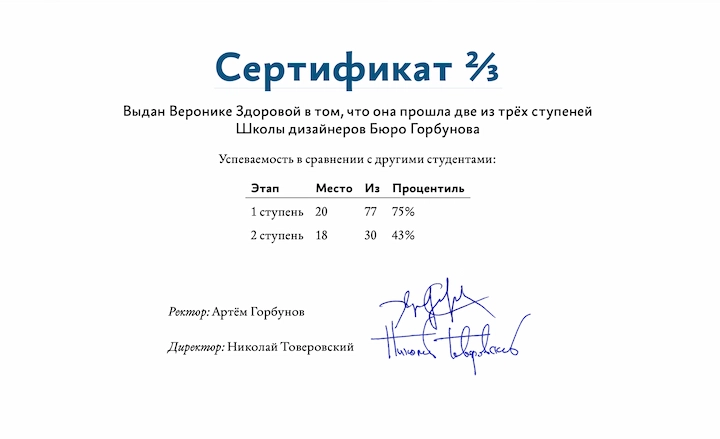 Сертификат ⅔
Выдан Веронике Здоровой в том, что она прошла две из трёх ступеней
Школы дизайнеров Бюро Горбунова
Успеваемость в сравнении с другими студентами:
Этап Место Из Процентиль
1 ступень 20 77 75%
2 ступень 18 30 43%
Ректор: Артём Горбунов
Директор: Николай Товеровский
Николай Товеровский